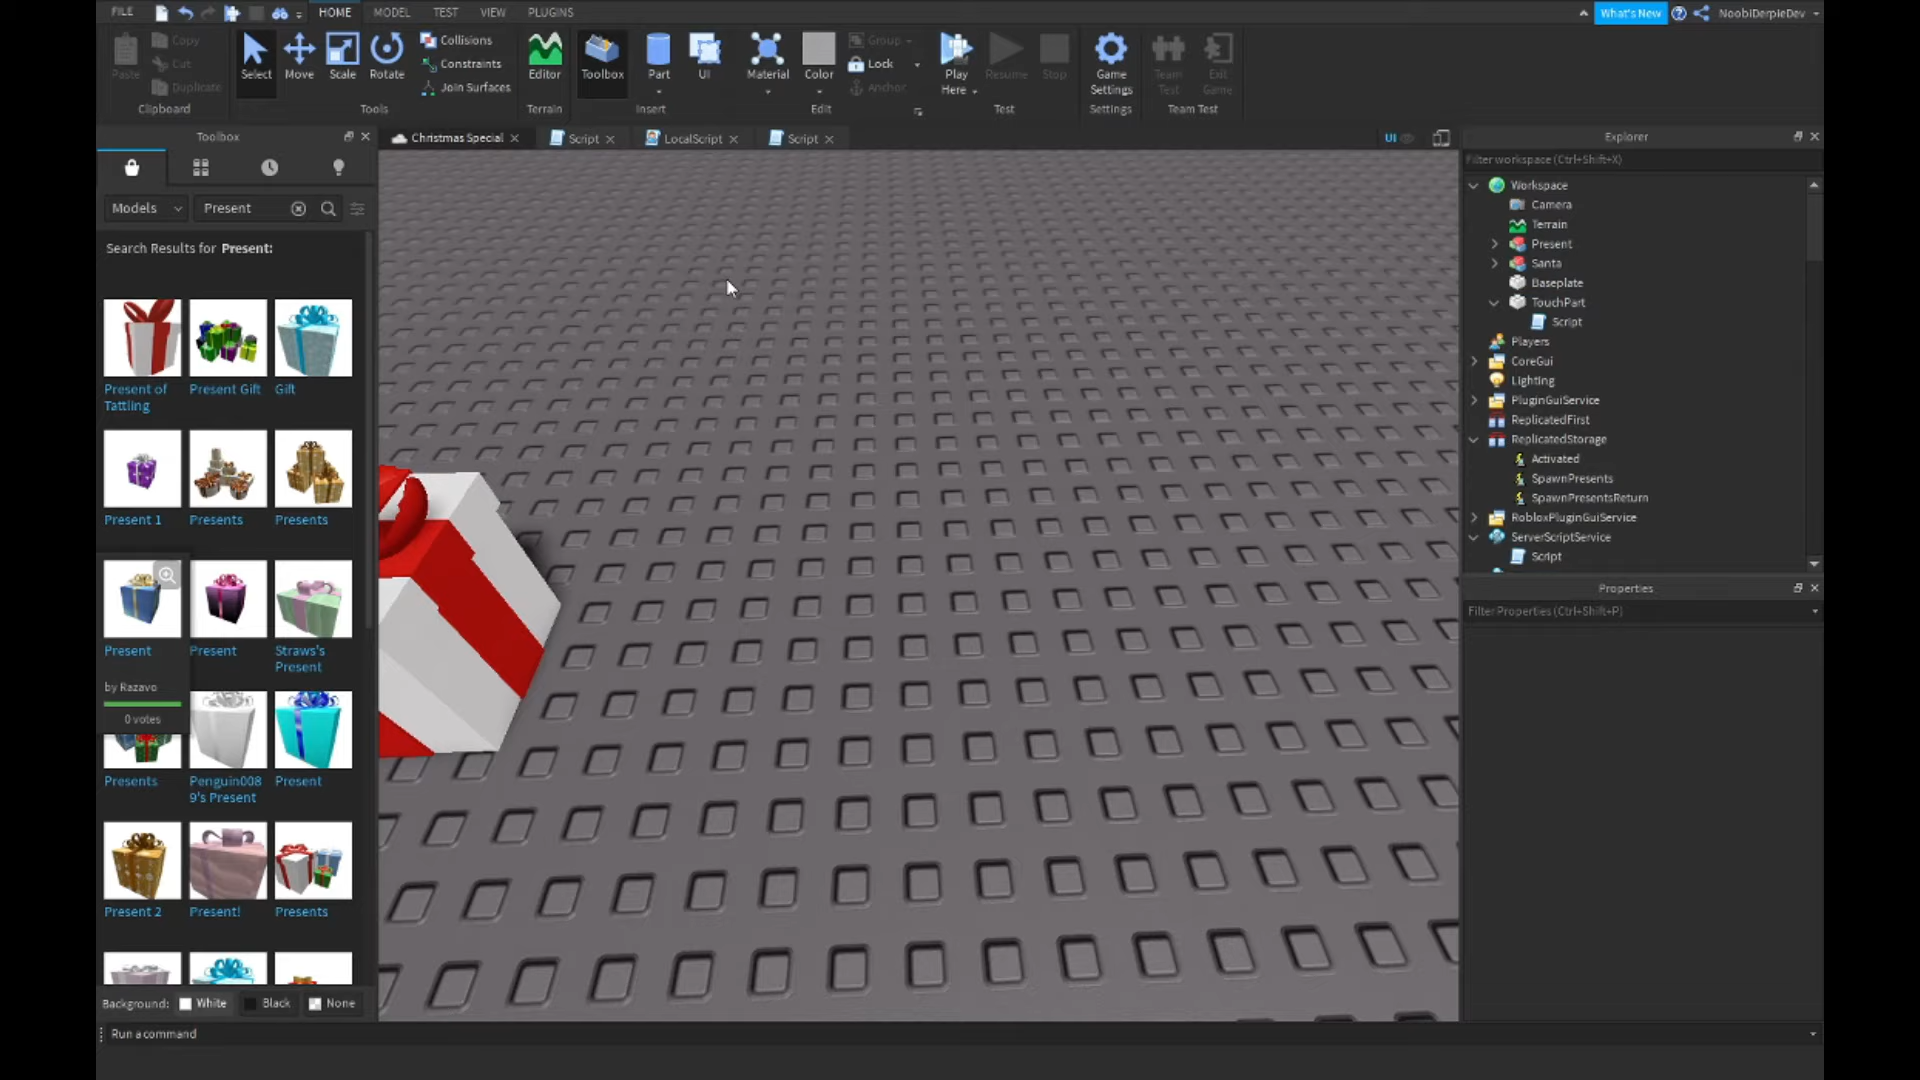 FILE HOME MODEL TEST VIEW PLUGINS What's New NoobiDerpieDev
Paste Copy Cut Duplicate Clipboard
Select Move Scale Rotate Collisions Constraints Join Surfaces Tools
Editor Terrain
Toolbox Part UI Insert
Material Color Group Lock Anchor Edit
Play Here Resume Stop Test
Game Settings Settings
Team Test Exit Game Team Test
Toolbox
Christmas Special Script LocalScript Script UI
Models Present
Search Results for Present:
Present of Tattling
Present Gift
Gift
Present 1
Presents
Presents
Present
by Razavo
0 votes
Present
Straws's Present
Presents
Penguin0089's Present
Present
Present 2
Present!
Presents
Background: White Black None
Run a command
Explorer
Filter workspace (Ctrl+Shift+X)
Workspace
Camera
Terrain
Present
Santa
Baseplate
TouchPart
Script
Players
CoreGui
Lighting
PluginGuiService
ReplicatedFirst
ReplicatedStorage
Activated
SpawnPresents
SpawnPresentsReturn
RobloxPluginGuiService
ServerScriptService
Script
Properties
Filter Properties (Ctrl+Shift+P)